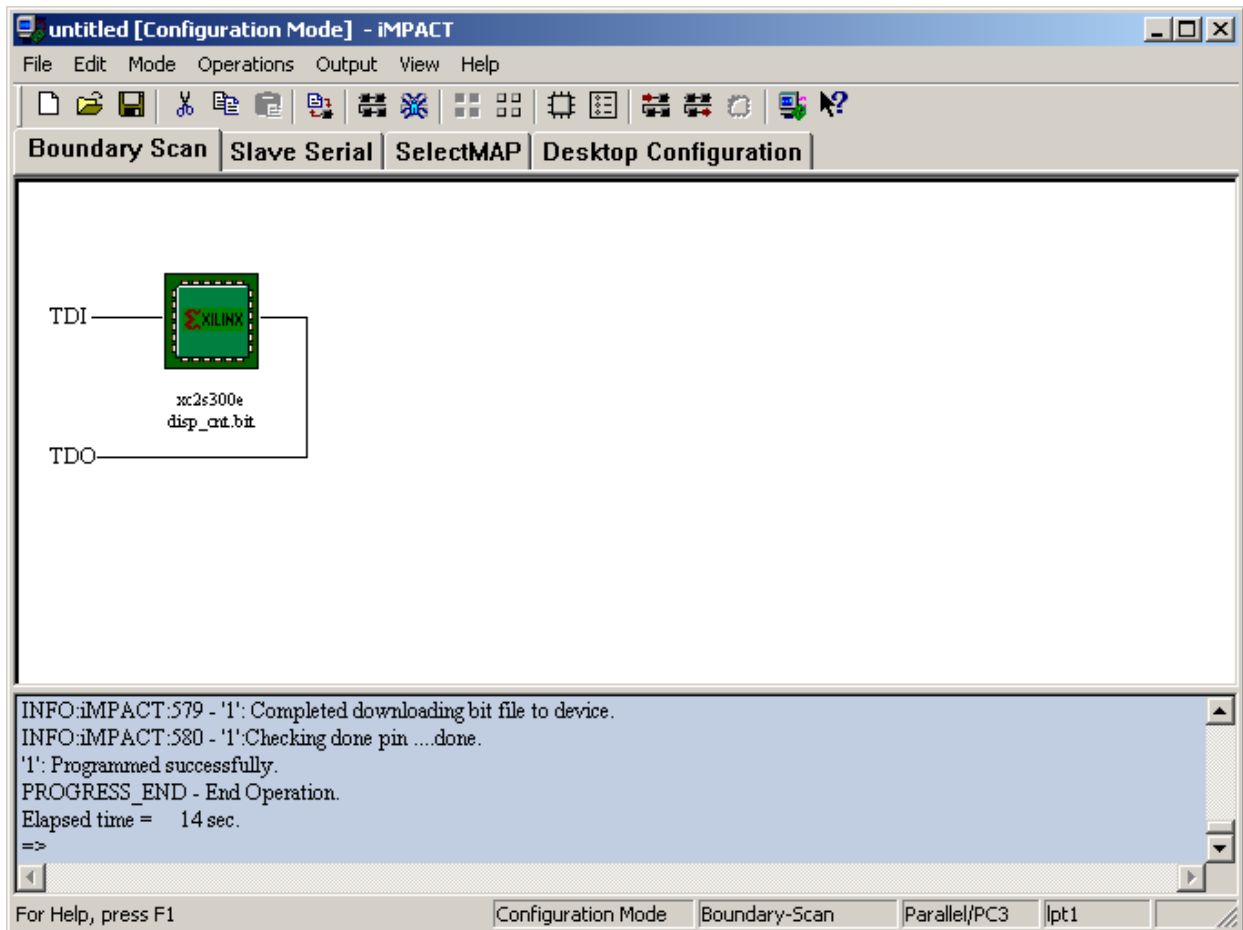 untitled [Configuration Mode] - iMPACT
File Edit Mode Operations Output View Help
Boundary Scan Slave Serial SelectMAP Desktop Configuration
TDI
XILINX
xc2s300e
disp_cnt.bit
TDO
INFO:iMPACT:579 - '1': Completed downloading bit file to device.
INFO:iMPACT:580 - '1':Checking done pin ....done.
'1': Programmed successfully.
PROGRESS_END - End Operation.
Elapsed time = 14 sec.
=>
For Help, press F1 Configuration Mode Boundary-Scan Parallel/PC3 lpt1